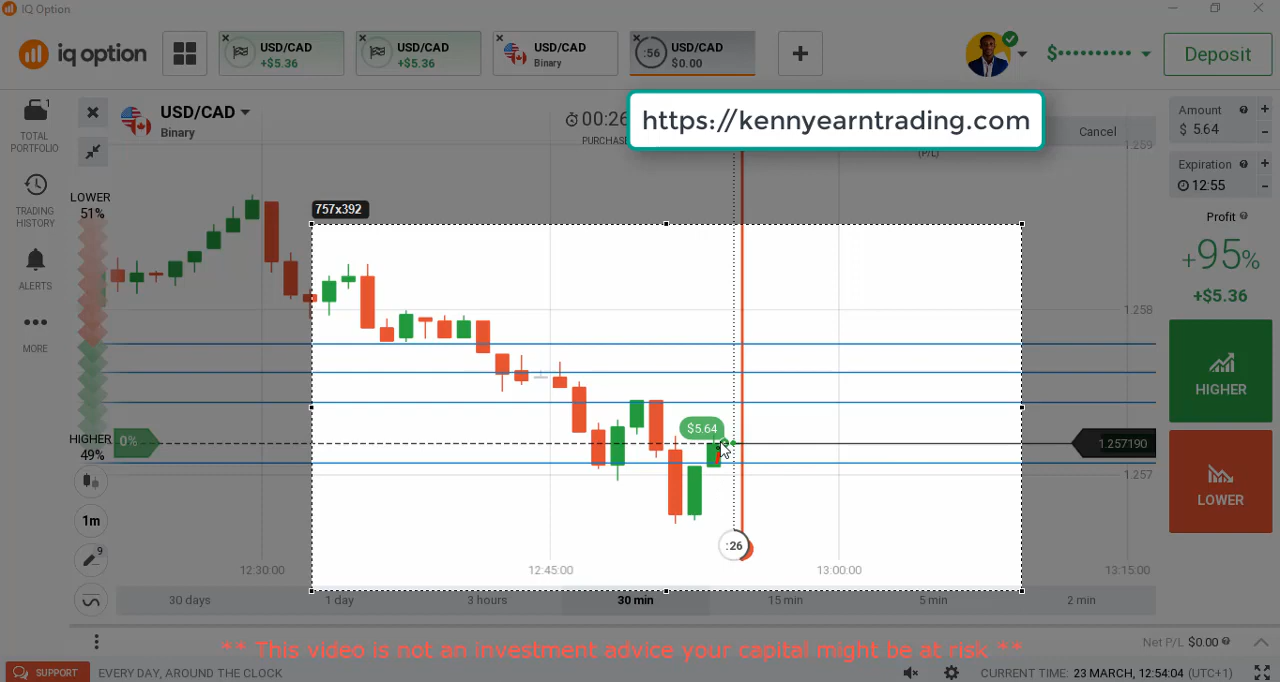 IQ Option
iq option
USD/CAD
+$5.36
USD/CAD
+$5.36
USD/CAD
Binary
:56
USD/CAD
$0.00
Deposit
TOTAL
PORTFOLIO
1
TRADING
HISTORY
ALERTS
MORE
USD/CAD
Binary
00:26
PURCHAS
https://kennyearntrading.com
(P/L)
Cancel
1.259
Amount
$ 5.64
Expiration
12:55
Profit
+95%
+$5.36
HIGHER
LOWER
LOWER
51%
757x392
1.258
$5.64
HIGHER
49%
0%
1.257190
1.257
1m
9
:26
12:30:00
12:45:00
13:00:00
13:15:00
30 days
1 day
3 hours
30 min
15 min
5 min
2 min
** This video is not an investment advice your capital might be at risk **
Net P/L $0.00
SUPPORT
EVERY DAY, AROUND THE CLOCK
CURRENT TIME: 23 MARCH, 12:54:04 (UTC+1)